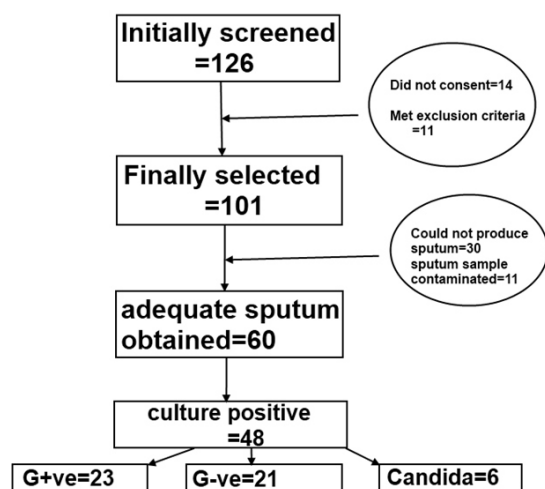 Initially screened
=126
Did not consent=14
Met exclusion criteria
=11
Finally selected
=101
Could not produce
sputum=30
sputum sample
contaminated=11
adequate sputum
obtained=60
culture positive
=48
G+ve=23
G-ve=21
Candida=6